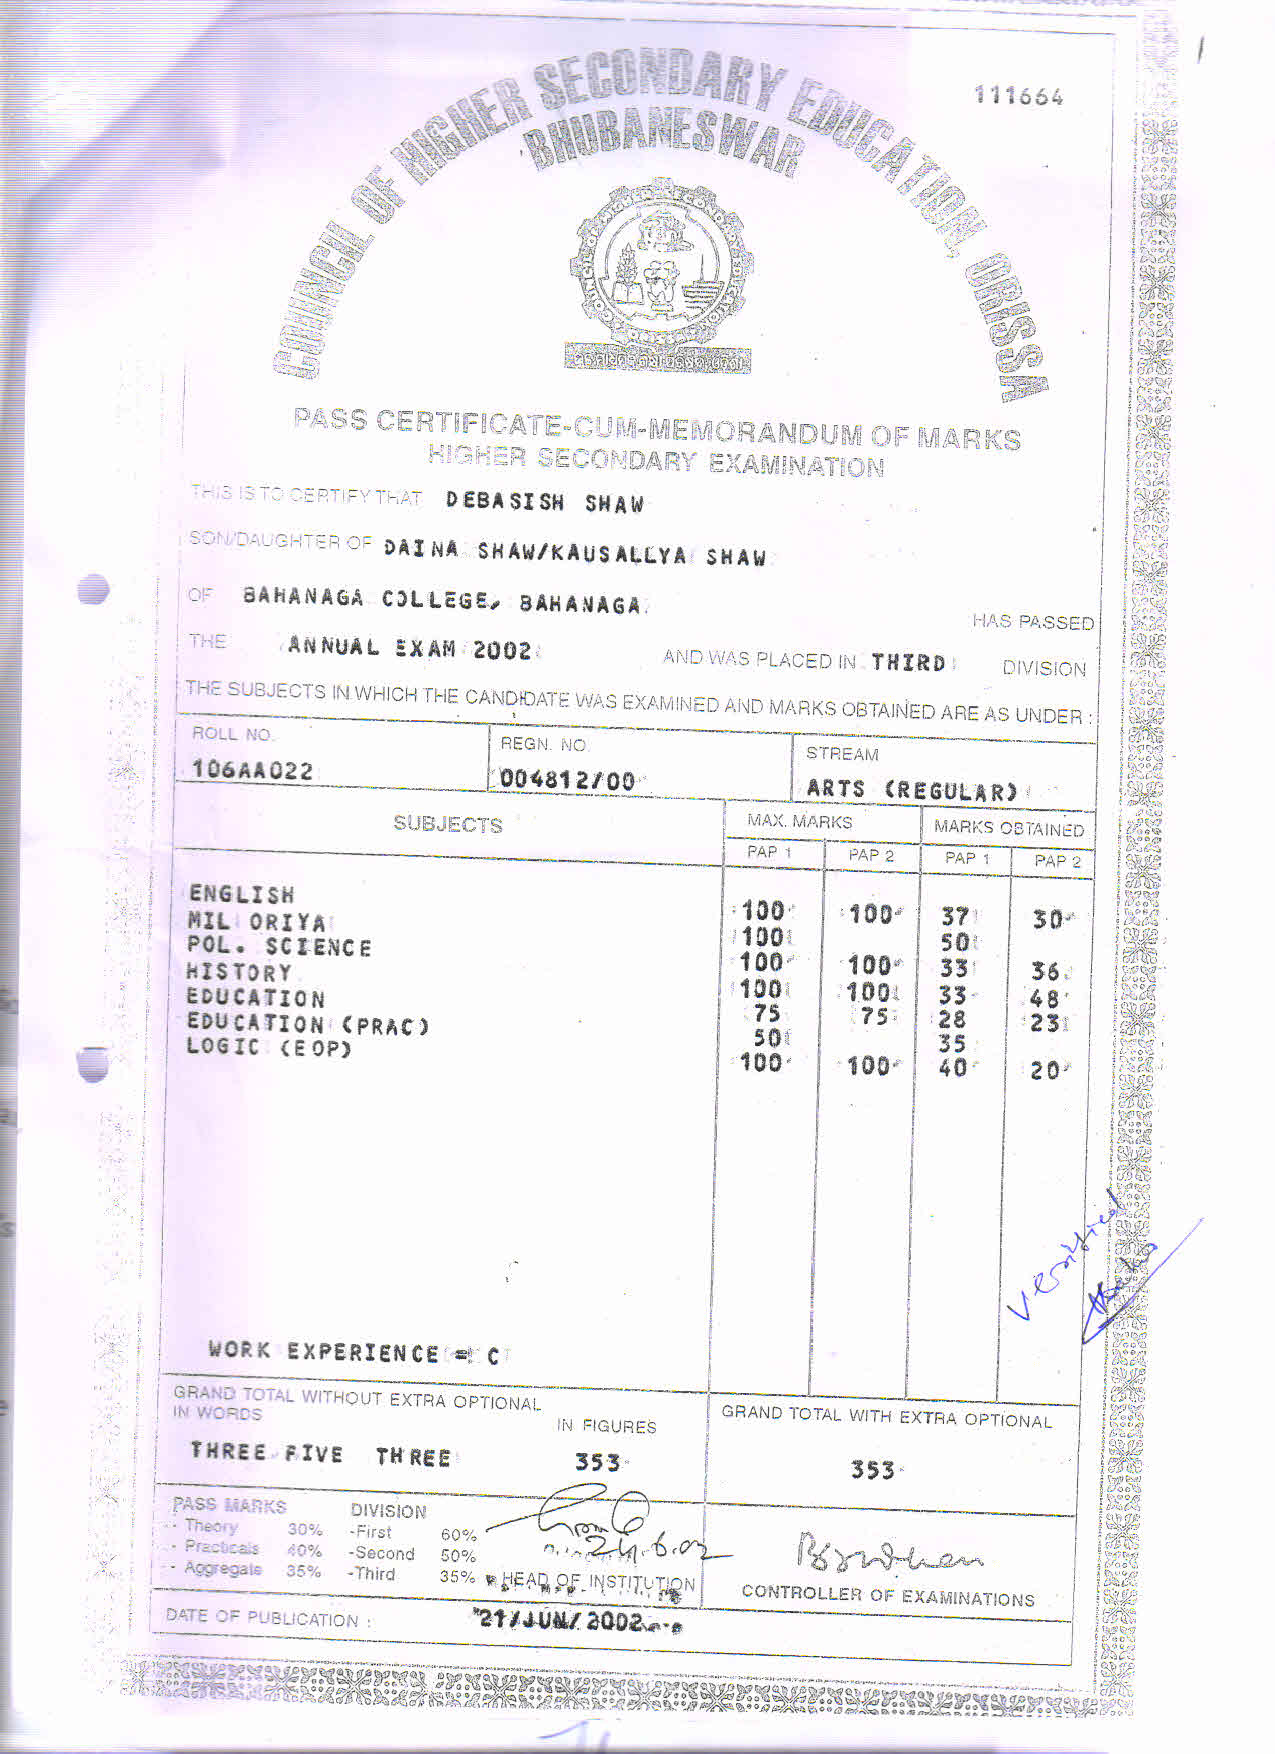 111664
COUNCIL OF HIGHER SECONDARY EDUCATION, ORISSA
BHUBANESWAR
PASS CERTIFICATE-CUM-MEMORANDUM OF MARKS
HIGHER SECONDARY EXAMINATION
THIS IS TO CERTIFY THAT DEBASISH SHAW
SON/DAUGHTER OF DAINA SHAW/KAUSALLYA SHAW
OF BAHANAGA COLLEGE, BAHANAGA
HAS PASSED
THE ANNUAL EXAM 2002 AND WAS PLACED IN THIRD DIVISION
THE SUBJECTS IN WHICH THE CANDIDATE WAS EXAMINED AND MARKS OBTAINED ARE AS UNDER :
ROLL NO. REGN. NO. STREAM
106AA022 004812/00 ARTS (REGULAR)
SUBJECTS MAX. MARKS MARKS OBTAINED
PAP 1 PAP 2 PAP 1 PAP 2
ENGLISH 100 100 37 30
MIL ORIYA 100 50
POL. SCIENCE 100 100 33 36
HISTORY 100 100 33 48
EDUCATION 75 75 28 23
EDUCATION (PRAC) 50 35
LOGIC (EOP) 100 100 40 20
verified
WORK EXPERIENCE = C
GRAND TOTAL WITHOUT EXTRA OPTIONAL GRAND TOTAL WITH EXTRA OPTIONAL
IN WORDS IN FIGURES
THREE FIVE THREE 353 353
PASS MARKS DIVISION
- Theory 30% -First 60%
- Practicals 40% -Second 50% 24.6.02
- Aggregate 35% -Third 35% HEAD OF INSTITUTION
CONTROLLER OF EXAMINATIONS
DATE OF PUBLICATION : 21/JUN/2002